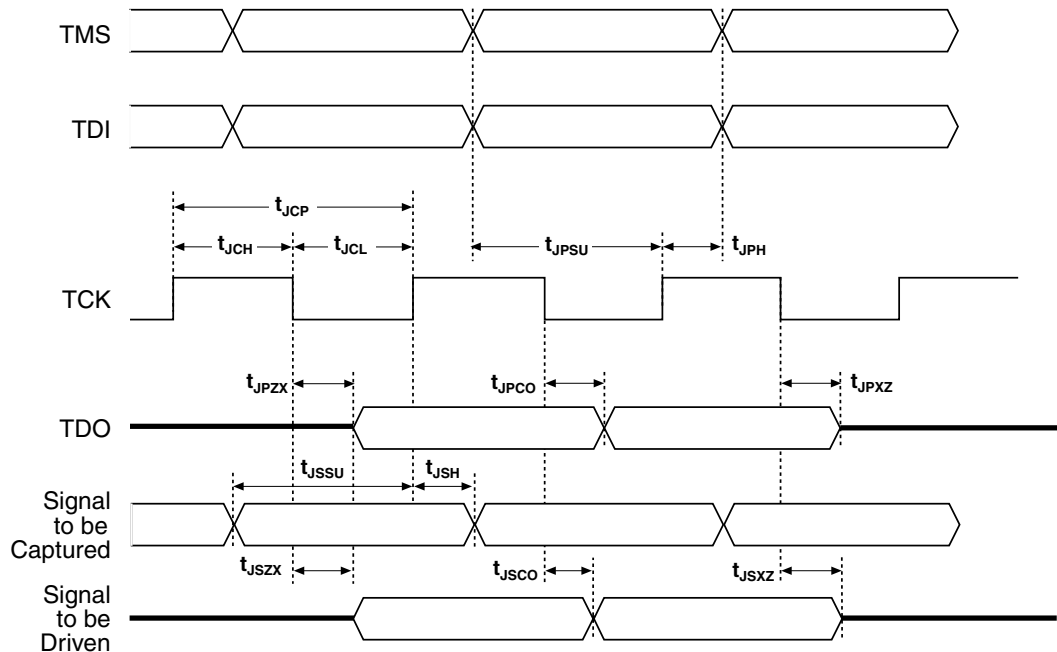 TMS
TDI
tJCP
tJCH
tJCL
tJPSU
tJPH
TCK
tJPZX
tJPCO
tJPXZ
TDO
tJSSU
tJSH
Signal
to be
Captured
tJSZX
tJSCO
tJSXZ
Signal
to be
Driven